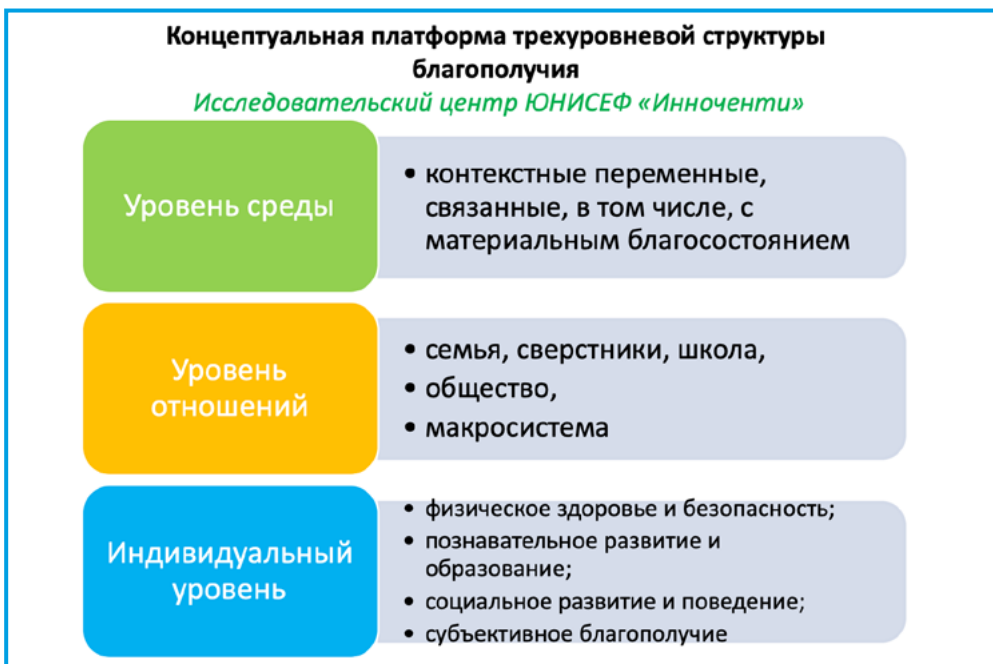 Концептуальная платформа трехуровневой структуры
благополучия
Исследовательский центр ЮНИСЕФ «Инноченти»
Уровень среды
• контекстные переменные,
связанные, в том числе, с
материальным благосостоянием
Уровень
отношений
• семья, сверстники, школа,
• общество,
• макросистема
Индивидуальный
уровень
• физическое здоровье и безопасность;
• познавательное развитие и
образование;
• социальное развитие и поведение;
• субъективное благополучие